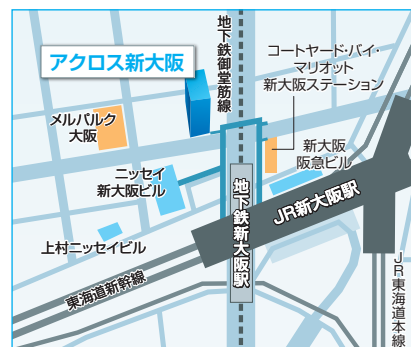 アクロス新大阪
地下鉄御堂筋線
コートヤード・バイ・
マリオット
新大阪ステーション
メルパルク
大阪
新大阪
阪急ビル
ニッセイ
新大阪ビル
地下鉄新大阪駅
JR新大阪駅
上村ニッセイビル
東海道新幹線
JR東海道本線